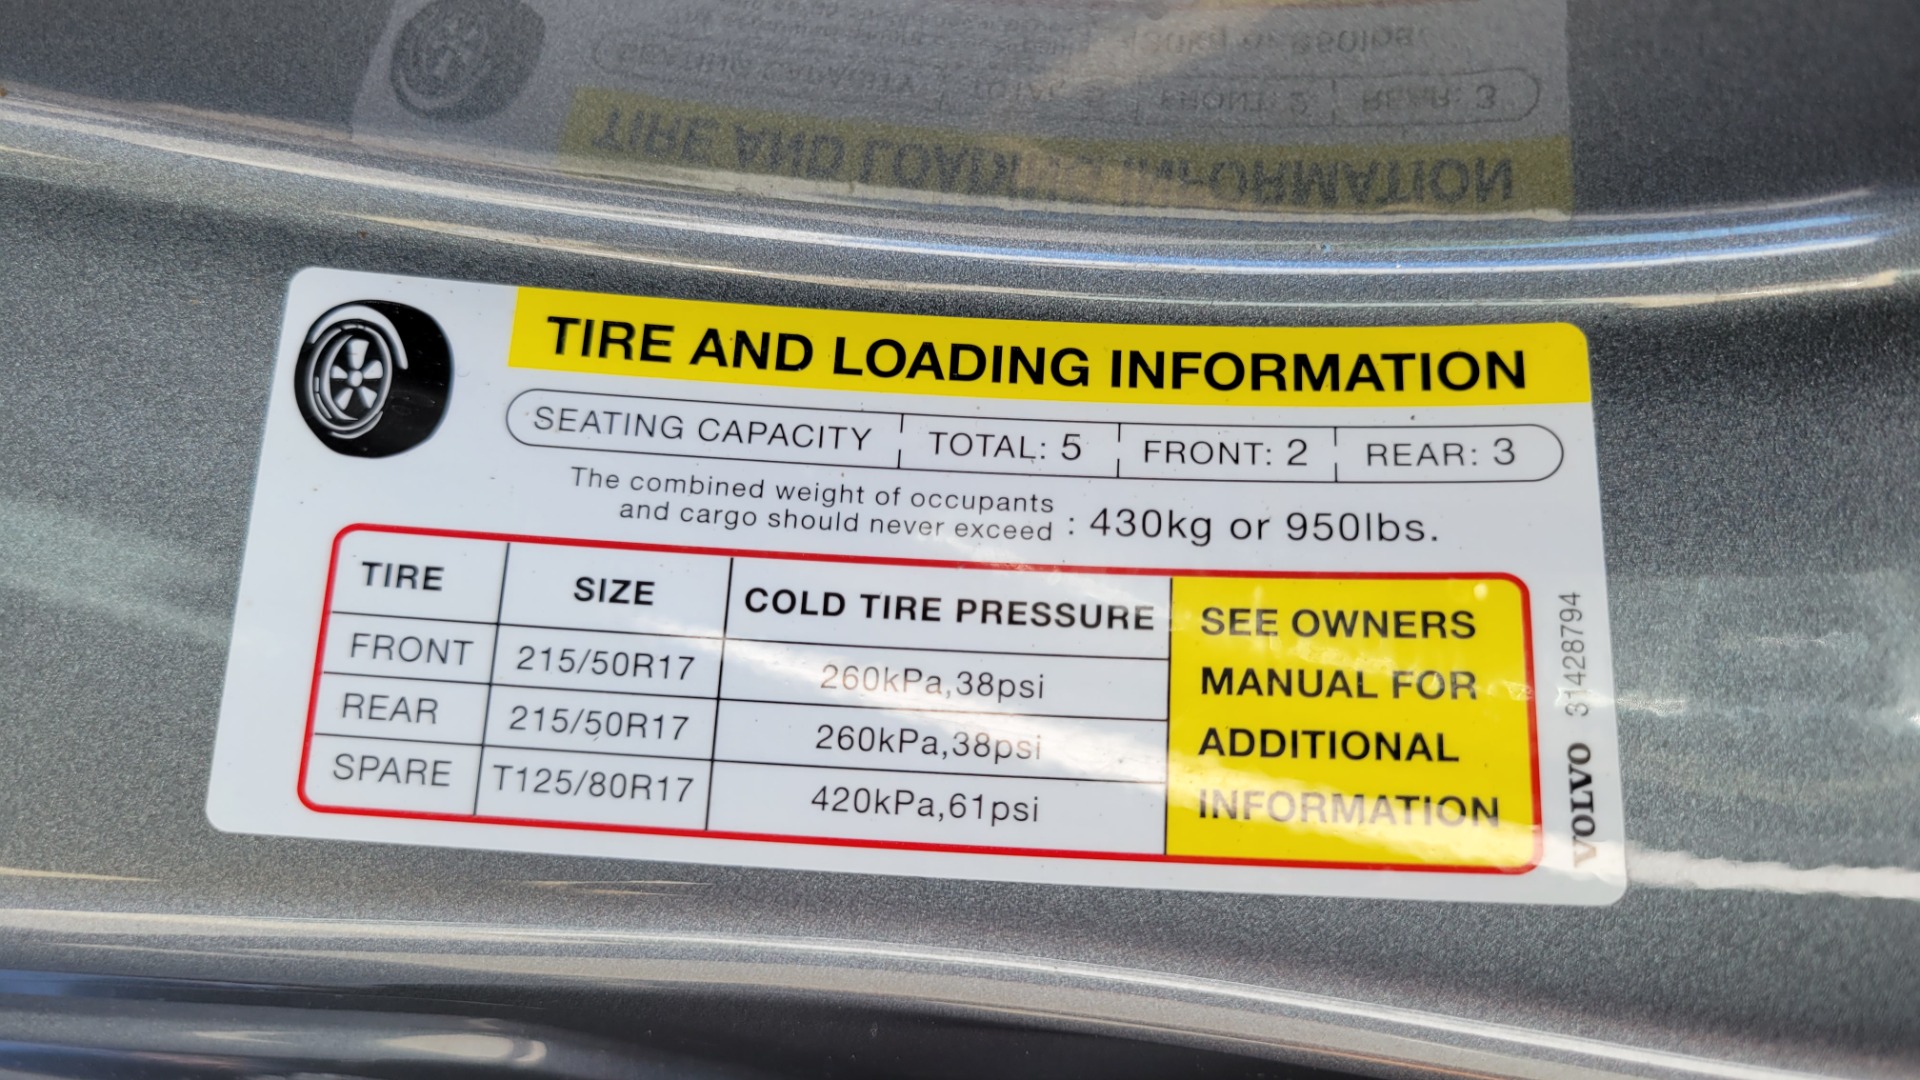 TIRE AND LOADING INFORMATION
SEATING CAPACITY TOTAL: 5 FRONT: 2 REAR: 3
The combined weight of occupants
and cargo should never exceed : 430kg or 950lbs.
TIRE SIZE COLD TIRE PRESSURE
FRONT 215/50R17 260kPa,38psi
REAR 215/50R17 260kPa,38psi
SPARE T125/80R17 420kPa,61psi
SEE OWNERS
MANUAL FOR
ADDITIONAL
INFORMATION
VOLVO 31428794